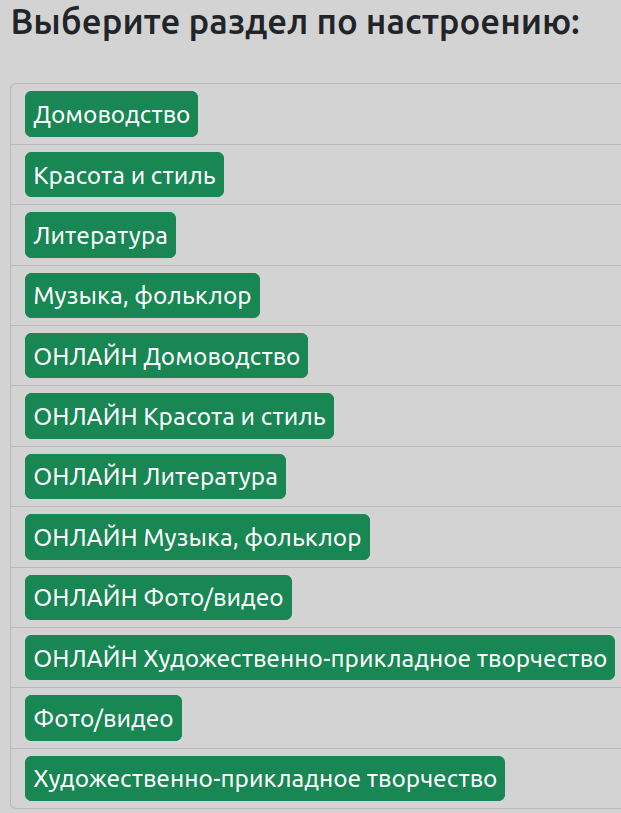 Выберите раздел по настроению:
Домоводство
Красота и стиль
Литература
Музыка, фольклор
ОНЛАЙН Домоводство
ОНЛАЙН Красота и стиль
ОНЛАЙН Литература
ОНЛАЙН Музыка, фольклор
ОНЛАЙН Фото/видео
ОНЛАЙН Художественно-прикладное творчество
Фото/видео
Художественно-прикладное творчество